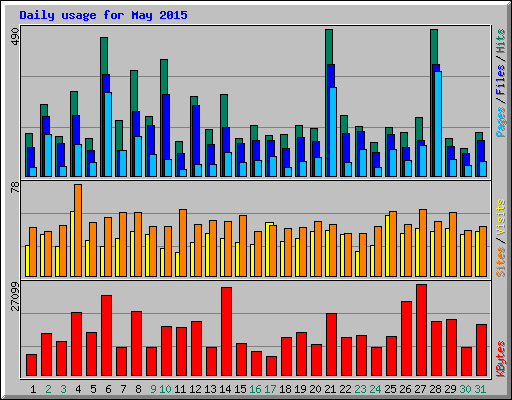 Daily usage for May 2015
490
Pages/Files/Hits
78
Sites/Visits
27099
KBytes
1 2 3 4 5 6 7 8 9 10 11 12 13 14 15 16 17 18 19 20 21 22 23 24 25 26 27 28 29 30 31